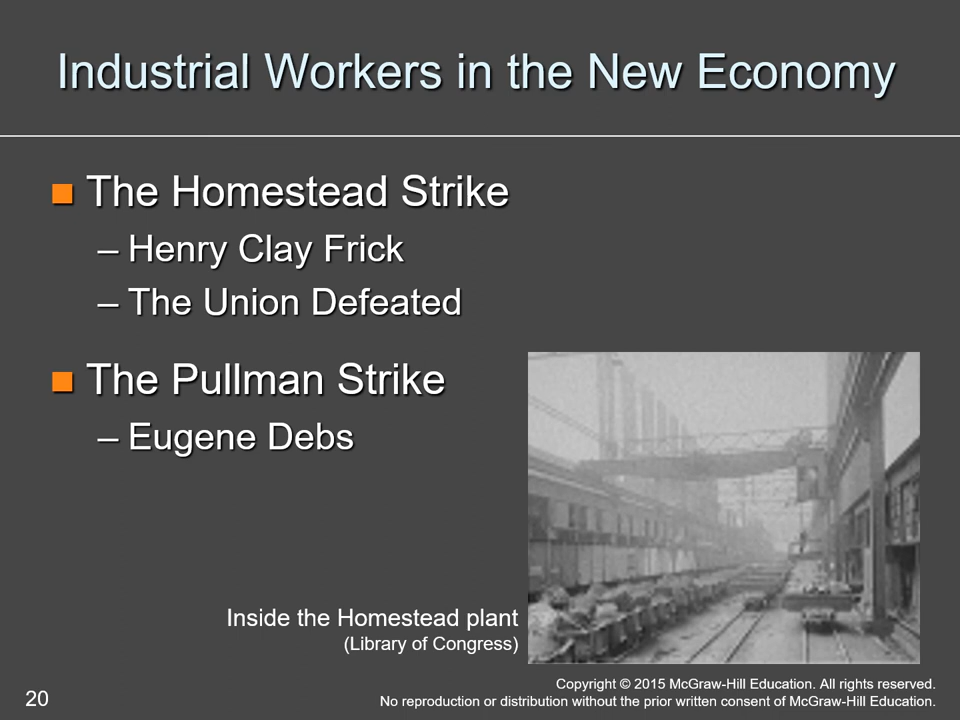 Industrial Workers in the New Economy
■ The Homestead Strike
– Henry Clay Frick
– The Union Defeated
■ The Pullman Strike
– Eugene Debs
Inside the Homestead plant
(Library of Congress)
20
Copyright © 2015 McGraw-Hill Education. All rights reserved.
No reproduction or distribution without the prior written consent of McGraw-Hill Education.